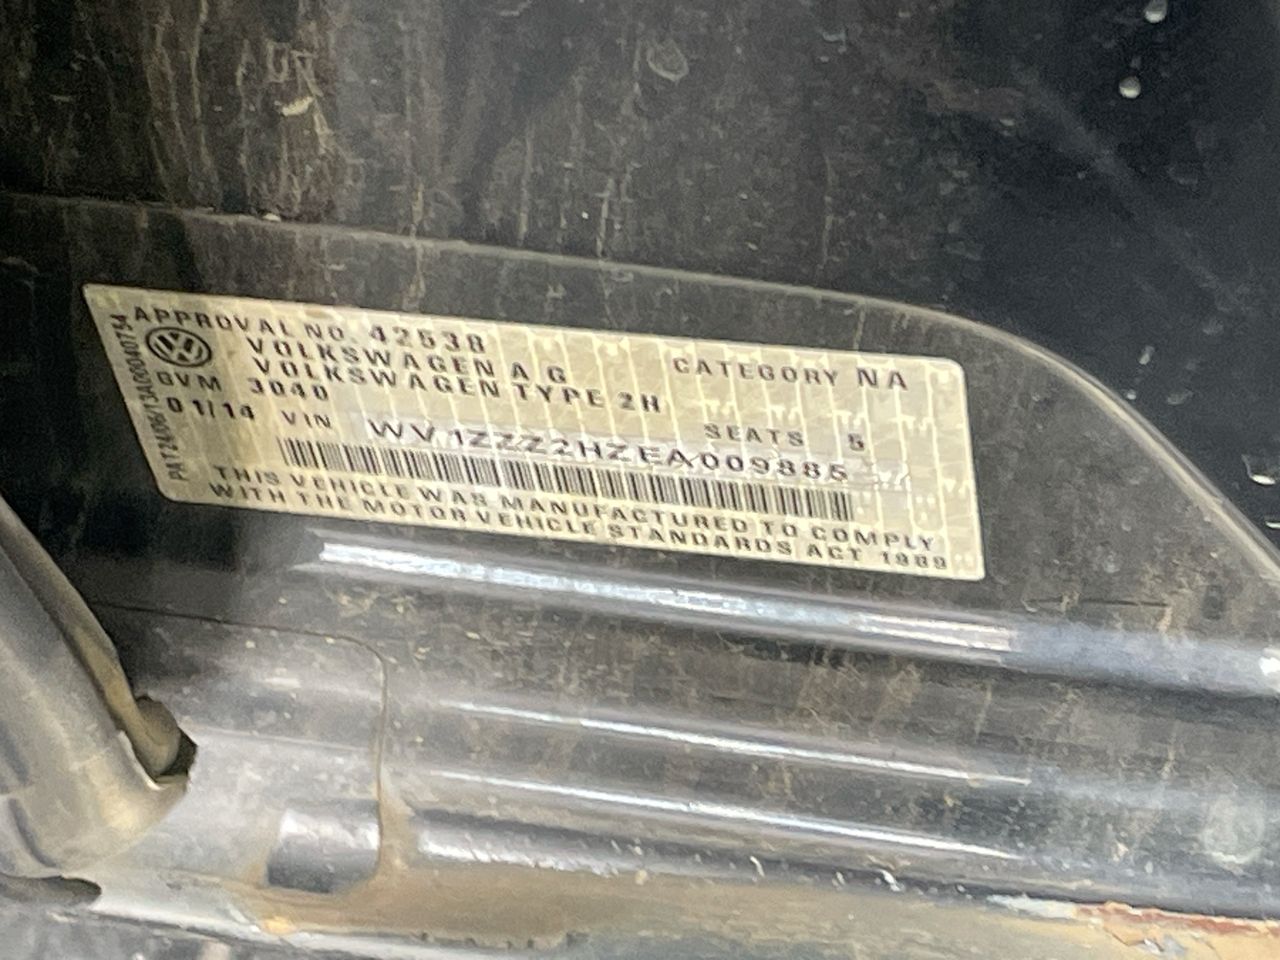 APPROVAL NO. 42538
VOLKSWAGEN AG
CATEGORY NA
VOLKSWAGEN TYPE 2H
GVM 3040
SEATS 5
01/14 VIN WV1ZZZ2HZEA009885
THIS VEHICLE WAS MANUFACTURED TO COMPLY
WITH THE MOTOR VEHICLE STANDARDS ACT 1989